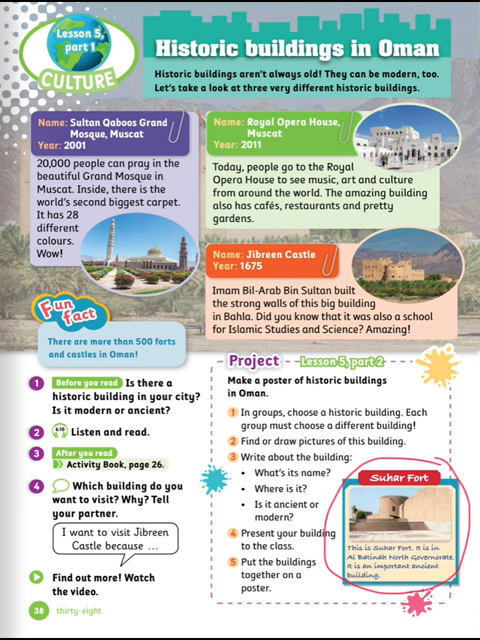 Lesson 5,
part 1
CULTURE
Historic buildings in Oman
Historic buildings aren't always old! They can be modern, too.
Let's take a look at three very different historic buildings.
Name: Sultan Qaboos Grand
Mosque, Muscat
Year: 2001
20,000 people can pray in the
beautiful Grand Mosque in
Muscat. Inside, there is the
world's second biggest carpet.
It has 28
different
colours.
Wow!
Name: Royal Opera House,
Muscat
Year: 2011
Today, people go to the Royal
Opera House to see music, art and culture
from around the world. The amazing building
also has cafés, restaurants and pretty
gardens.
Name: Jibreen Castle
Year: 1675
Imam Bil-Arab Bin Sultan built
the strong walls of this big building
in Bahla. Did you know that it was also a school
for Islamic Studies and Science? Amazing!
Fun
fact
There are more than 500 forts
and castles in Oman!
1 Before you read Is there a
historic building in your city?
Is it modern or ancient?
2 6.10 Listen and read.
3 After you read
Activity Book, page 26.
4 Which building do you
want to visit? Why? Tell
your partner.
I want to visit Jibreen
Castle because ...
Find out more! Watch
the video.
Project Lesson 5, part 2
Make a poster of historic buildings
in Oman.
1 In groups, choose a historic building. Each
group must choose a different building!
2 Find or draw pictures of this building.
3 Write about the building:
• What's its name?
• Where is it?
• Is it ancient or
modern?
4 Present your building
to the class.
5 Put the buildings
together on a
poster.
Suhar Fort
This is Suhar Fort. It is in
Al Batinah North Governorate.
It is an important ancient
building.
38 thirty-eight